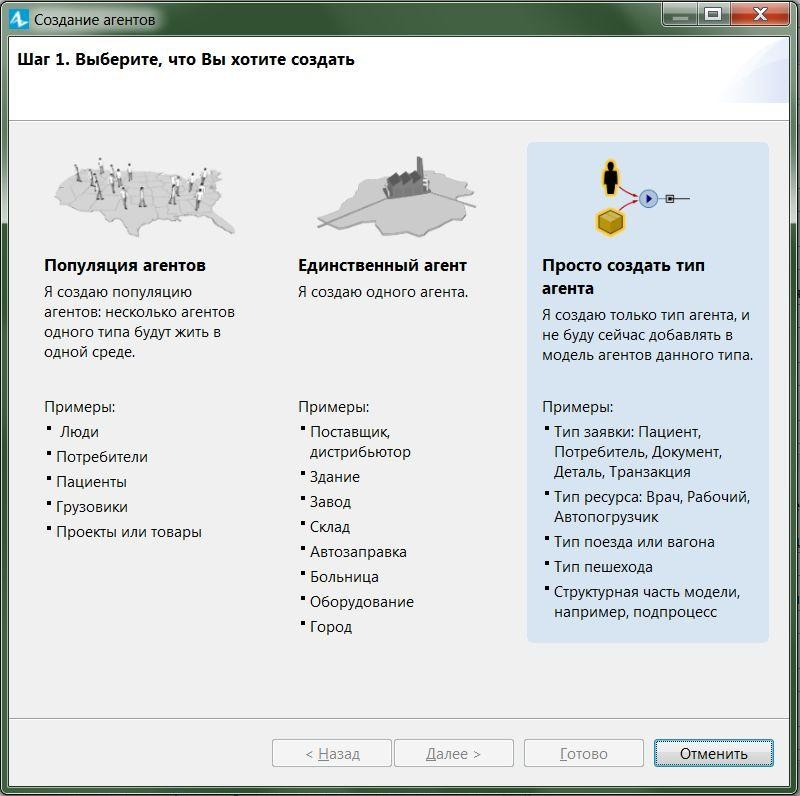 Создание агентов
Шаг 1. Выберите, что Вы хотите создать
Популяция агентов
Я создаю популяцию
агентов: несколько агентов
одного типа будут жить в
одной среде.
Примеры:
Люди
Потребители
Пациенты
Грузовики
Проекты или товары
Единственный агент
Я создаю одного агента.
Примеры:
Поставщик,
дистрибьютор
Здание
Завод
Склад
Автозаправка
Больница
Оборудование
Город
Просто создать тип
агента
Я создаю только тип агента, и
не буду сейчас добавлять в
модель агентов данного типа.
Примеры:
Тип заявки: Пациент,
Потребитель, Документ,
Деталь, Транзакция
Тип ресурса: Врач, Рабочий,
Автопогрузчик
Тип поезда или вагона
Тип пешехода
Структурная часть модели,
например, подпроцесс
< Назад
Далее >
Готово
Отменить